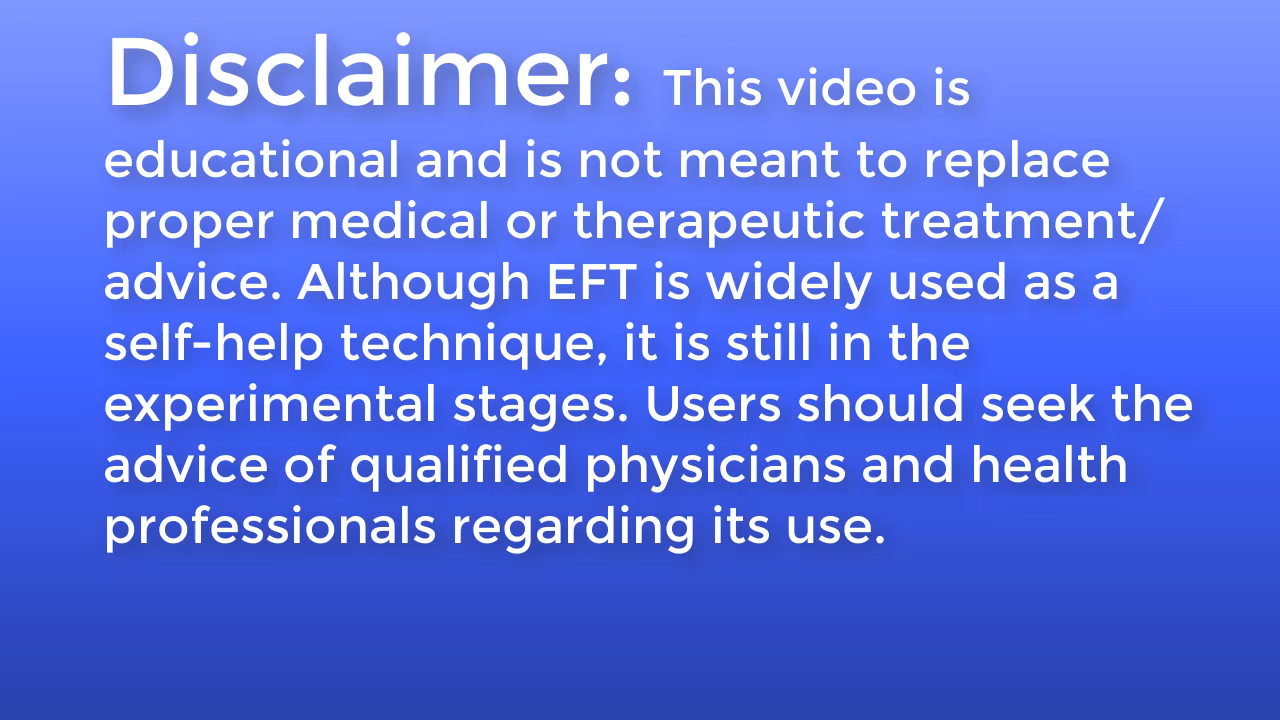 Disclaimer: This video is
educational and is not meant to replace
proper medical or therapeutic treatment/
advice. Although EFT is widely used as a
self-help technique, it is still in the
experimental stages. Users should seek the
advice of qualified physicians and health
professionals regarding its use.